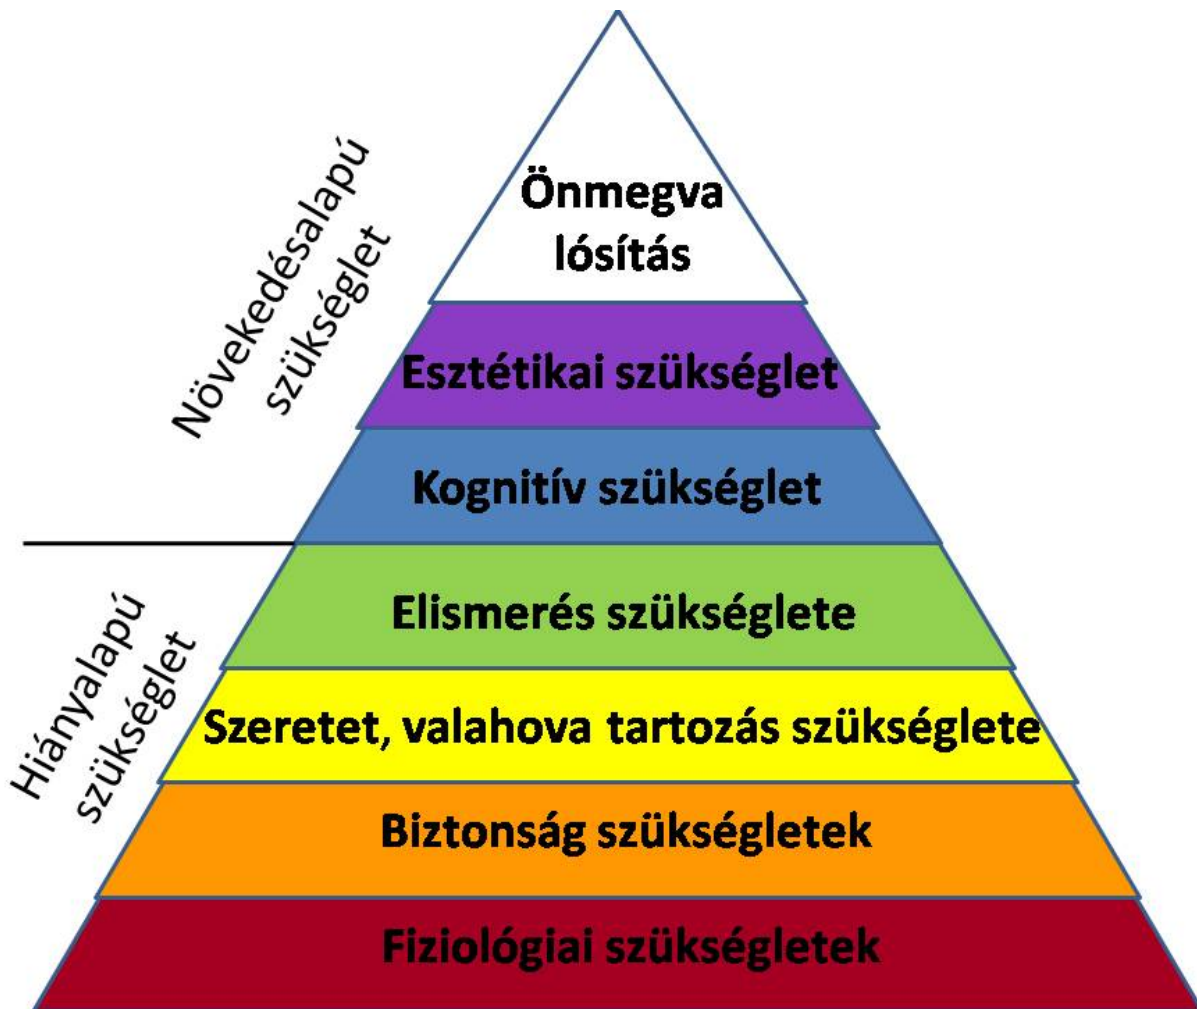 Növekedésalapú
szükséglet
Önmegva
lósítás
Esztétikai szükséglet
Kognitív szükséglet
Hiányalapú
szükséglet
Elismerés szükséglete
Szeretet, valahova tartozás szükséglete
Biztonság szükségletek
Fiziológiai szükségletek